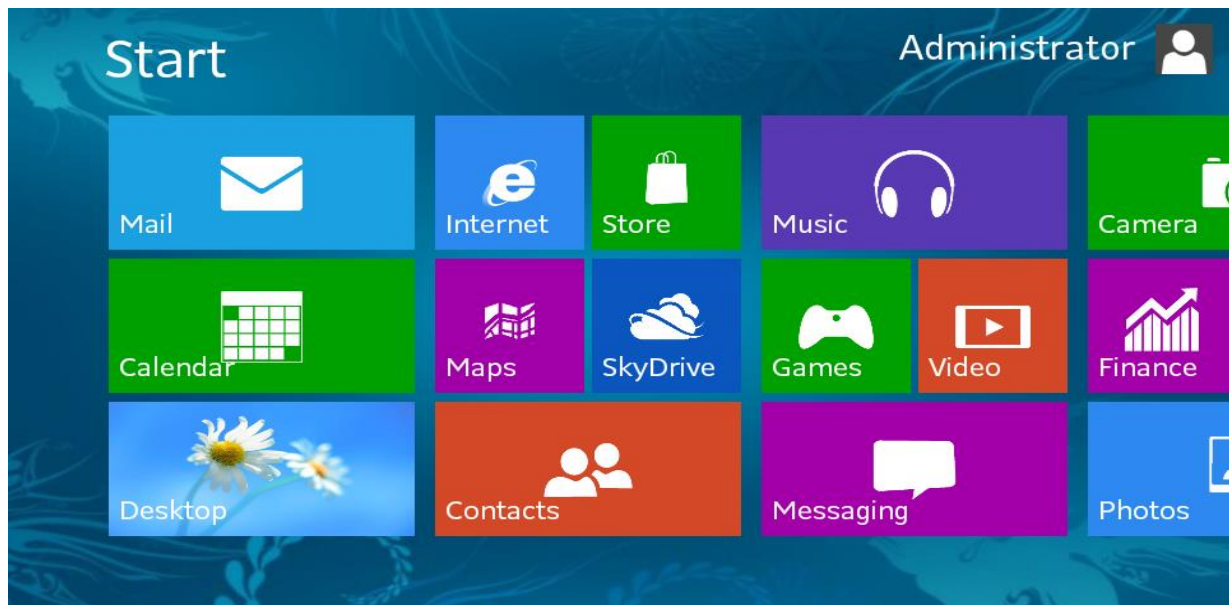 Start
Administrator
Mail
Internet
Store
Music
Camera
Calendar
Maps
SkyDrive
Games
Video
Finance
Desktop
Contacts
Messaging
Photos